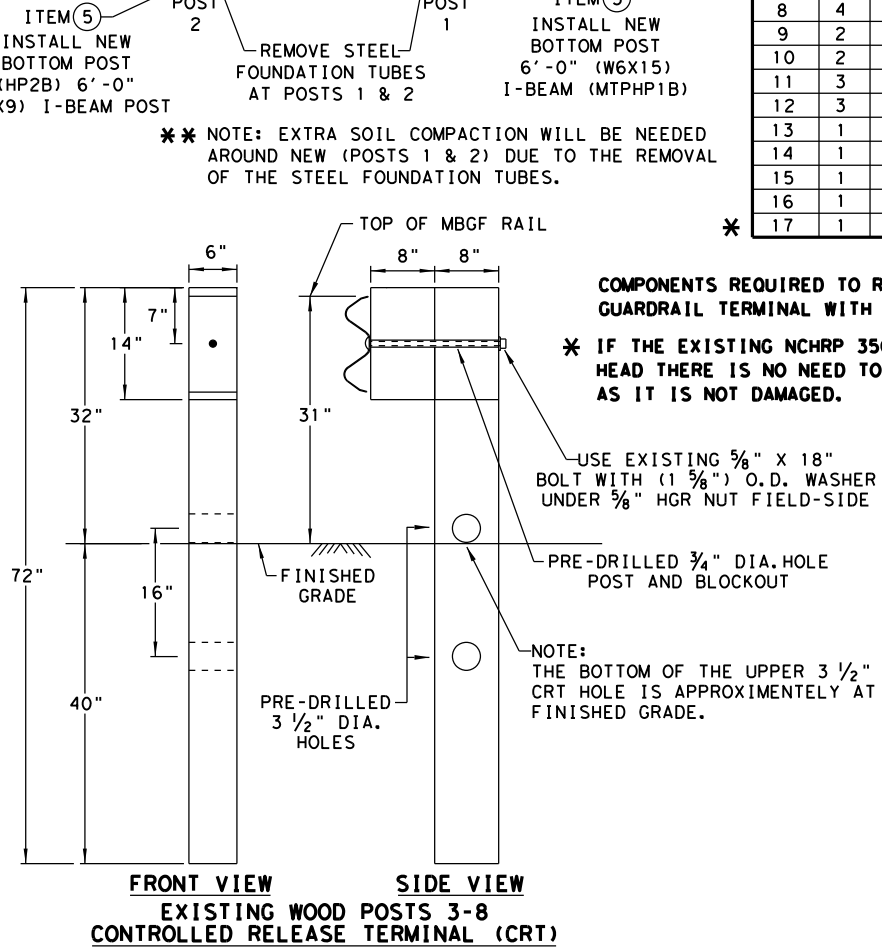 ITEM 5
INSTALL NEW
BOTTOM POST
(HP2B) 6'-0"
X9) I-BEAM POST
POST
2
REMOVE STEEL
FOUNDATION TUBES
AT POSTS 1 & 2
POST
1
INSTALL NEW
BOTTOM POST
6'-0" (W6X15)
I-BEAM (MTPHP1B)
8 4
9 2
10 2
11 3
12 3
13 1
14 1
15 1
16 1
* 17 1
** NOTE: EXTRA SOIL COMPACTION WILL BE NEEDED
AROUND NEW (POSTS 1 & 2) DUE TO THE REMOVAL
OF THE STEEL FOUNDATION TUBES.
TOP OF MBGF RAIL
6"
8" 8"
7"
14"
32"
31"
72"
16"
40"
COMPONENTS REQUIRED TO R
GUARDRAIL TERMINAL WITH
* IF THE EXISTING NCHRP 350
HEAD THERE IS NO NEED TO
AS IT IS NOT DAMAGED.
USE EXISTING 5/8" X 18"
BOLT WITH (1 5/8") O.D. WASHER
UNDER 5/8" HGR NUT FIELD-SIDE
FINISHED
GRADE
PRE-DRILLED 3/4" DIA.HOLE
POST AND BLOCKOUT
PRE-DRILLED
3 1/2" DIA.
HOLES
NOTE:
THE BOTTOM OF THE UPPER 3 1/2"
CRT HOLE IS APPROXIMENTELY AT
FINISHED GRADE.
FRONT VIEW
SIDE VIEW
EXISTING WOOD POSTS 3-8
CONTROLLED RELEASE TERMINAL (CRT)